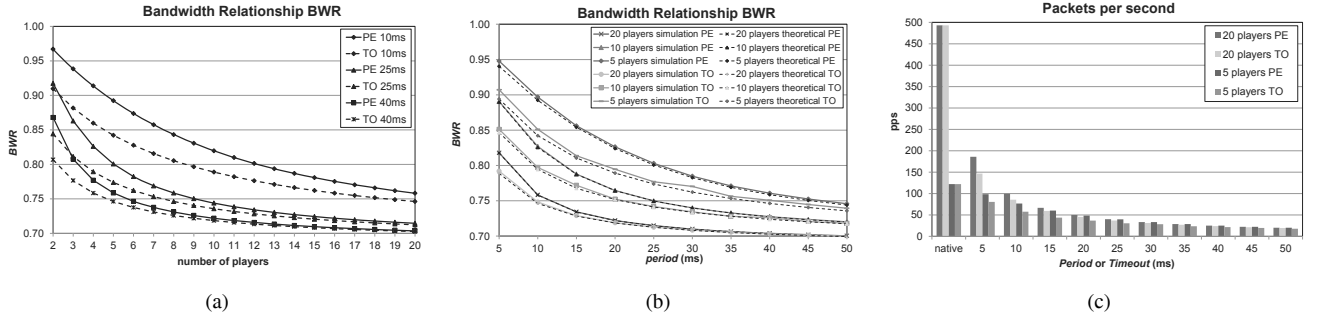 Bandwidth Relationship BWR
1.00
0.95
0.90
0.85
0.80
0.75
0.70
BWR
2 3 4 5 6 7 8 9 10 11 12 13 14 15 16 17 18 19 20
number of players
PE 10ms
TO 10ms
PE 25ms
TO 25ms
PE 40ms
TO 40ms
(a)
Bandwidth Relationship BWR
1.00
0.95
0.90
0.85
0.80
0.75
0.70
BWR
5 10 15 20 25 30 35 40 45 50
period (ms)
20 players simulation PE 20 players theoretical PE
10 players simulation PE 10 players theoretical PE
5 players simulation PE 5 players theoretical PE
20 players simulation TO 20 players theoretical TO
10 players simulation TO 10 players theoretical TO
5 players simulation TO 5 players theoretical TO
(b)
Packets per second
500
450
400
350
300
250
200
150
100
50
0
pps
native 5 10 15 20 25 30 35 40 45 50
Period or Timeout (ms)
20 players PE
20 players TO
5 players PE
5 players TO
(c)